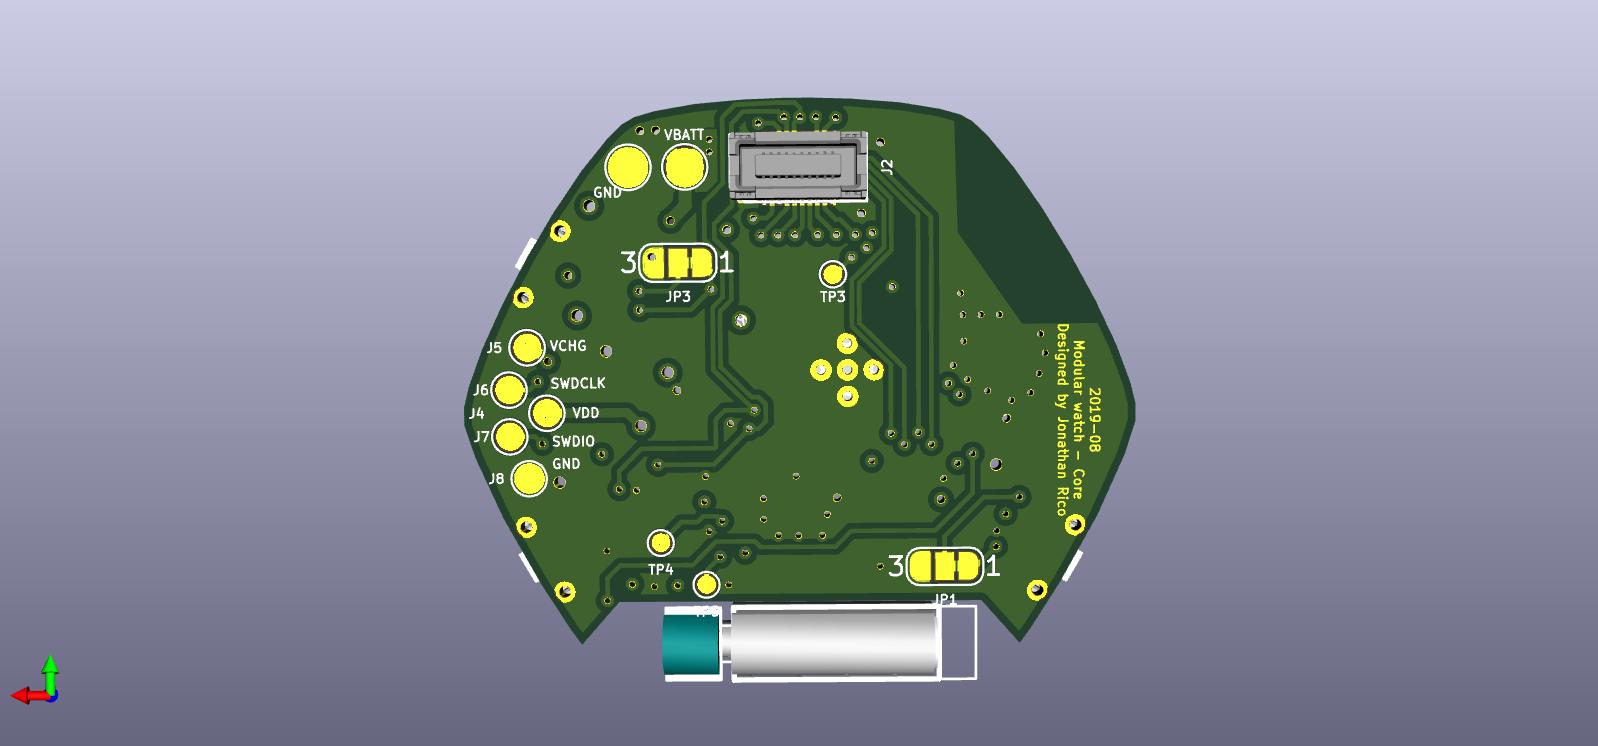 VBATT
GND
J2
3
1
JP3
TP3
J5
VCHG
J6
SWDCLK
J4
VDD
J7
SWDIO
GND
J8
2019-08
Modular watch - Core
Designed by Jonathan Rico
TP4
3
1
JP1